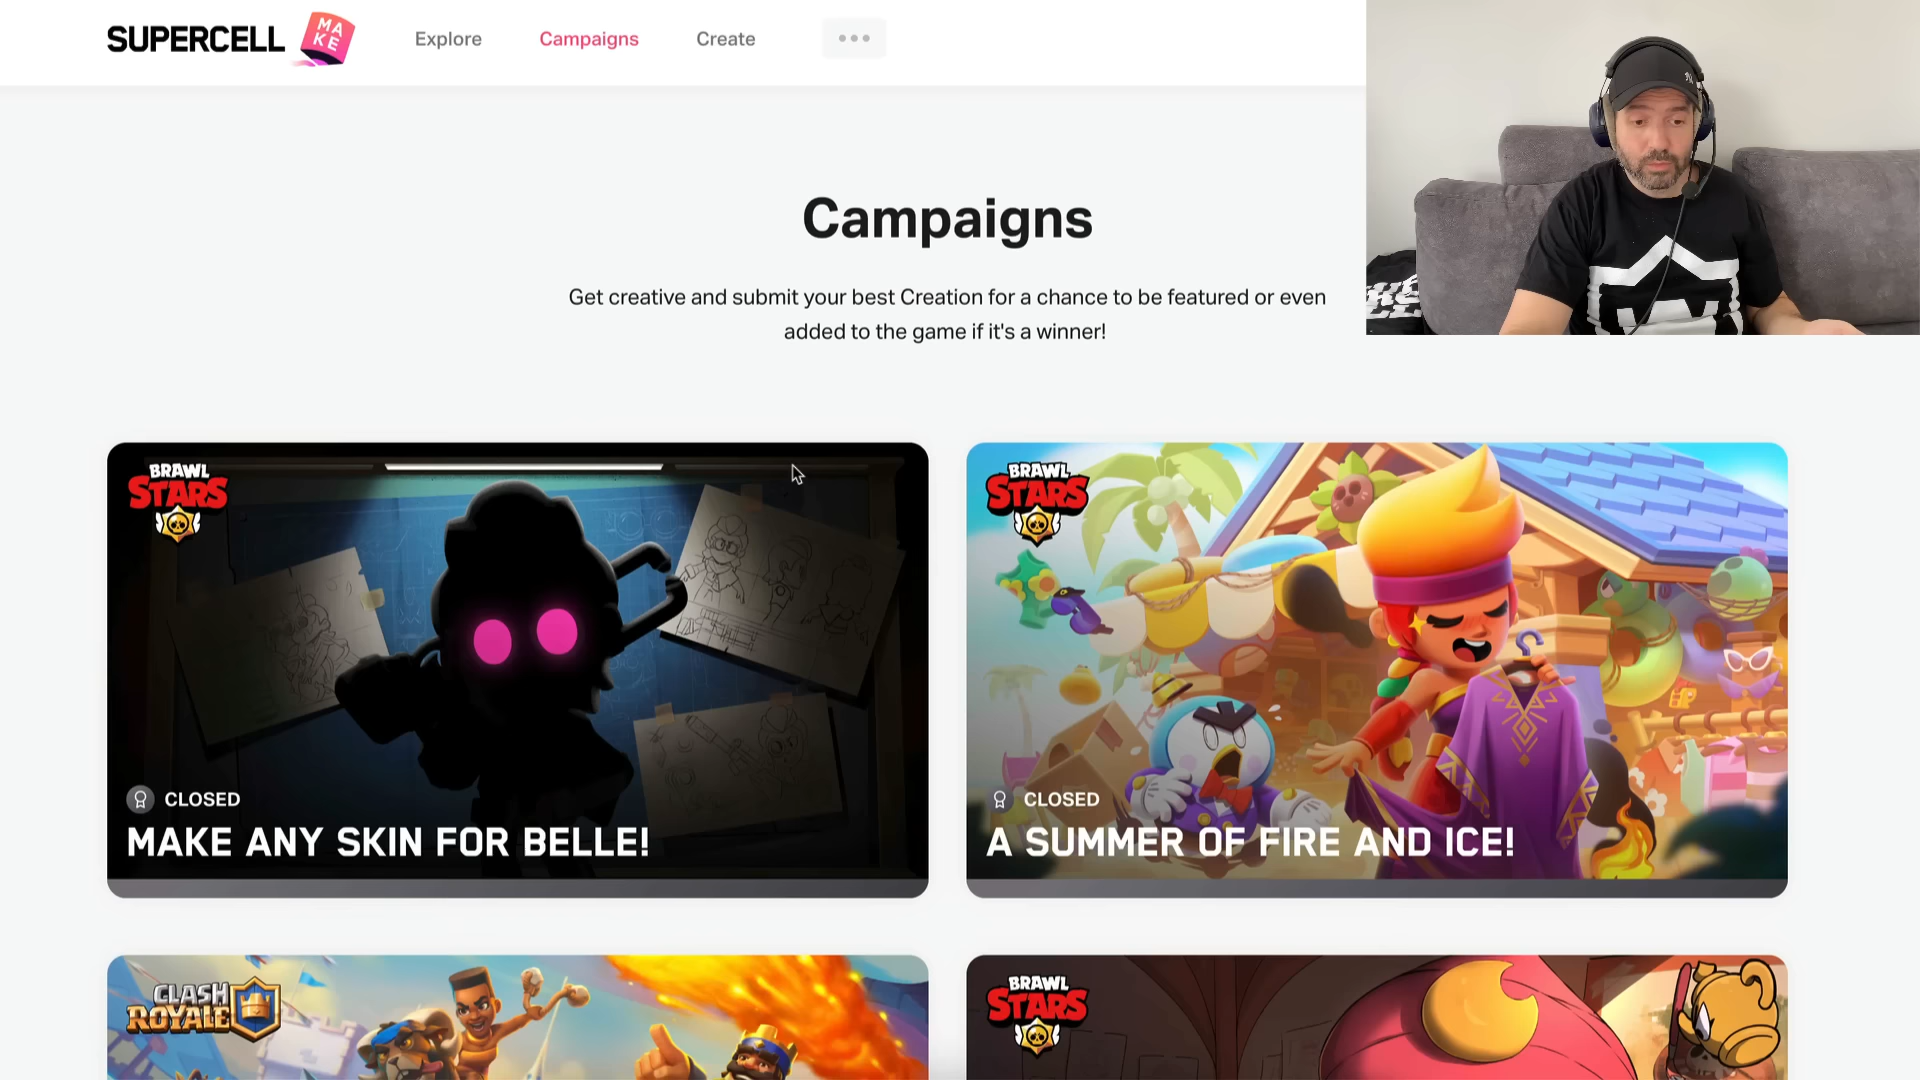 SUPERCELL
MAKE
Explore
Campaigns
Create
Campaigns
Get creative and submit your best Creation for a chance to be featured or even
added to the game if it's a winner!
BRAWL
STARS
CLOSED
MAKE ANY SKIN FOR BELLE!
BRAWL
STARS
CLOSED
A SUMMER OF FIRE AND ICE!
CLASH
ROYALE
BRAWL
STARS